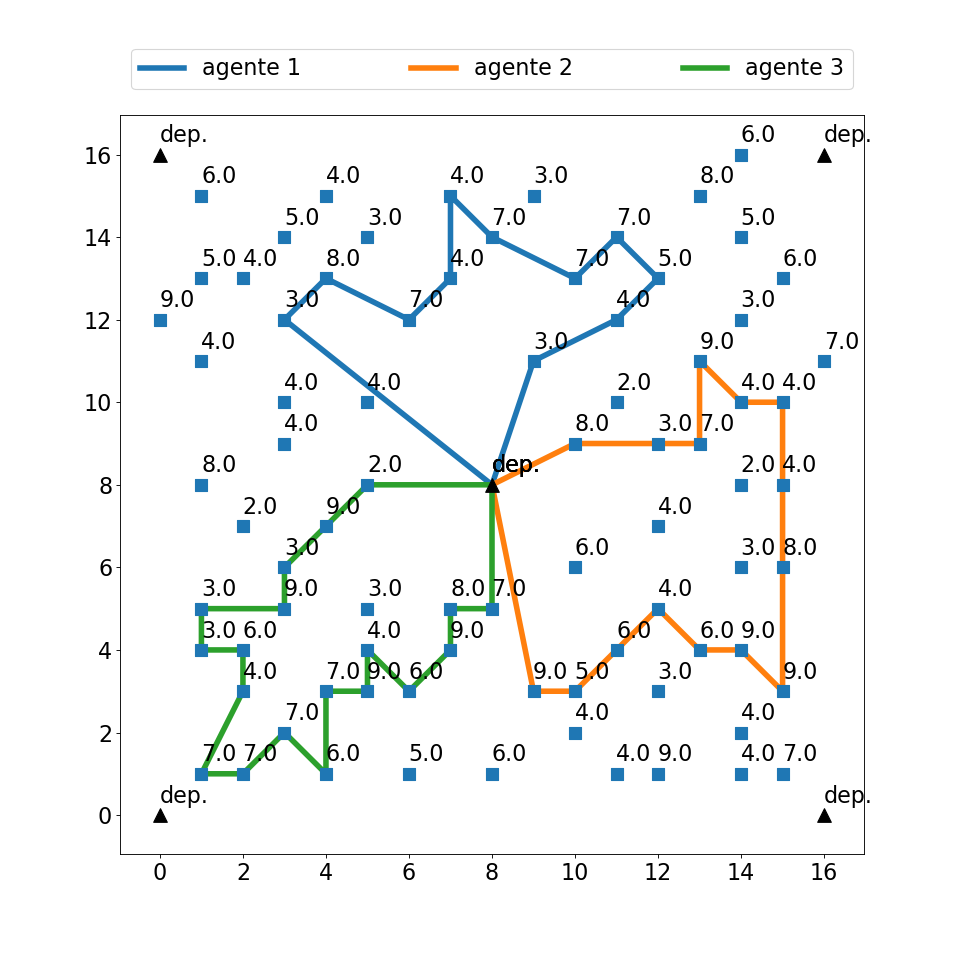 agente 1 agente 2 agente 3
dep. 6.0 dep.
16
6.0 4.0 4.0 3.0 8.0
5.0 3.0 7.0 7.0 5.0
14
5.0 4.0 8.0 4.0 7.0 5.0 6.0
9.0 3.0 7.0 4.0 3.0
12
4.0 3.0 9.0 7.0
4.0 4.0 2.0 4.0 4.0
10
4.0 8.0 3.0 7.0
8.0 2.0 dep. 2.0 4.0
8
2.0 9.0 4.0
3.0 6.0 3.0 8.0
6
3.0 9.0 3.0 8.0 7.0 4.0
3.0 6.0 4.0 9.0 6.0 6.0 9.0
4
4.0 7.0 9.0 6.0 9.0 5.0 3.0 9.0
7.0 4.0 4.0
2
7.0 7.0 6.0 5.0 6.0 4.0 9.0 4.0 7.0
dep. dep.
0
0 2 4 6 8 10 12 14 16